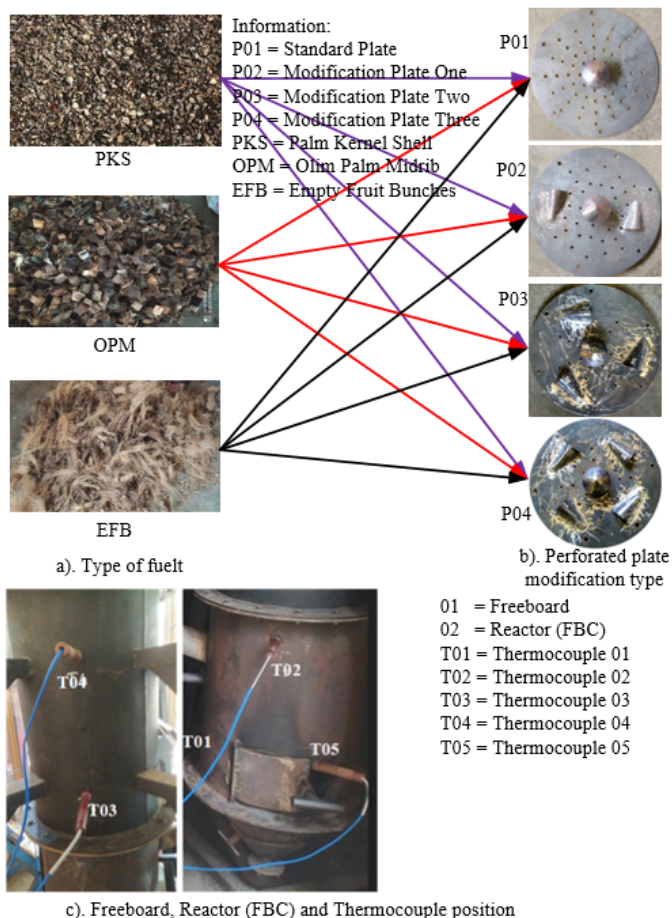 Information:
P01 = Standard Plate
P02 = Modification Plate One
P03 = Modification Plate Two
P04 = Modification Plate Three
PKS = Palm Kernel Shell
OPM = Olim Palm Midrib
EFB = Empty Fruit Bunches
PKS
OPM
EFB
a). Type of fuelt
P01
P02
P03
P04
b). Perforated plate
modification type
T04
T03
T02
T01
T05
01 = Freeboard
02 = Reactor (FBC)
T01 = Thermocouple 01
T02 = Thermocouple 02
T03 = Thermocouple 03
T04 = Thermocouple 04
T05 = Thermocouple 05
c). Freeboard, Reactor (FBC) and Thermocouple position